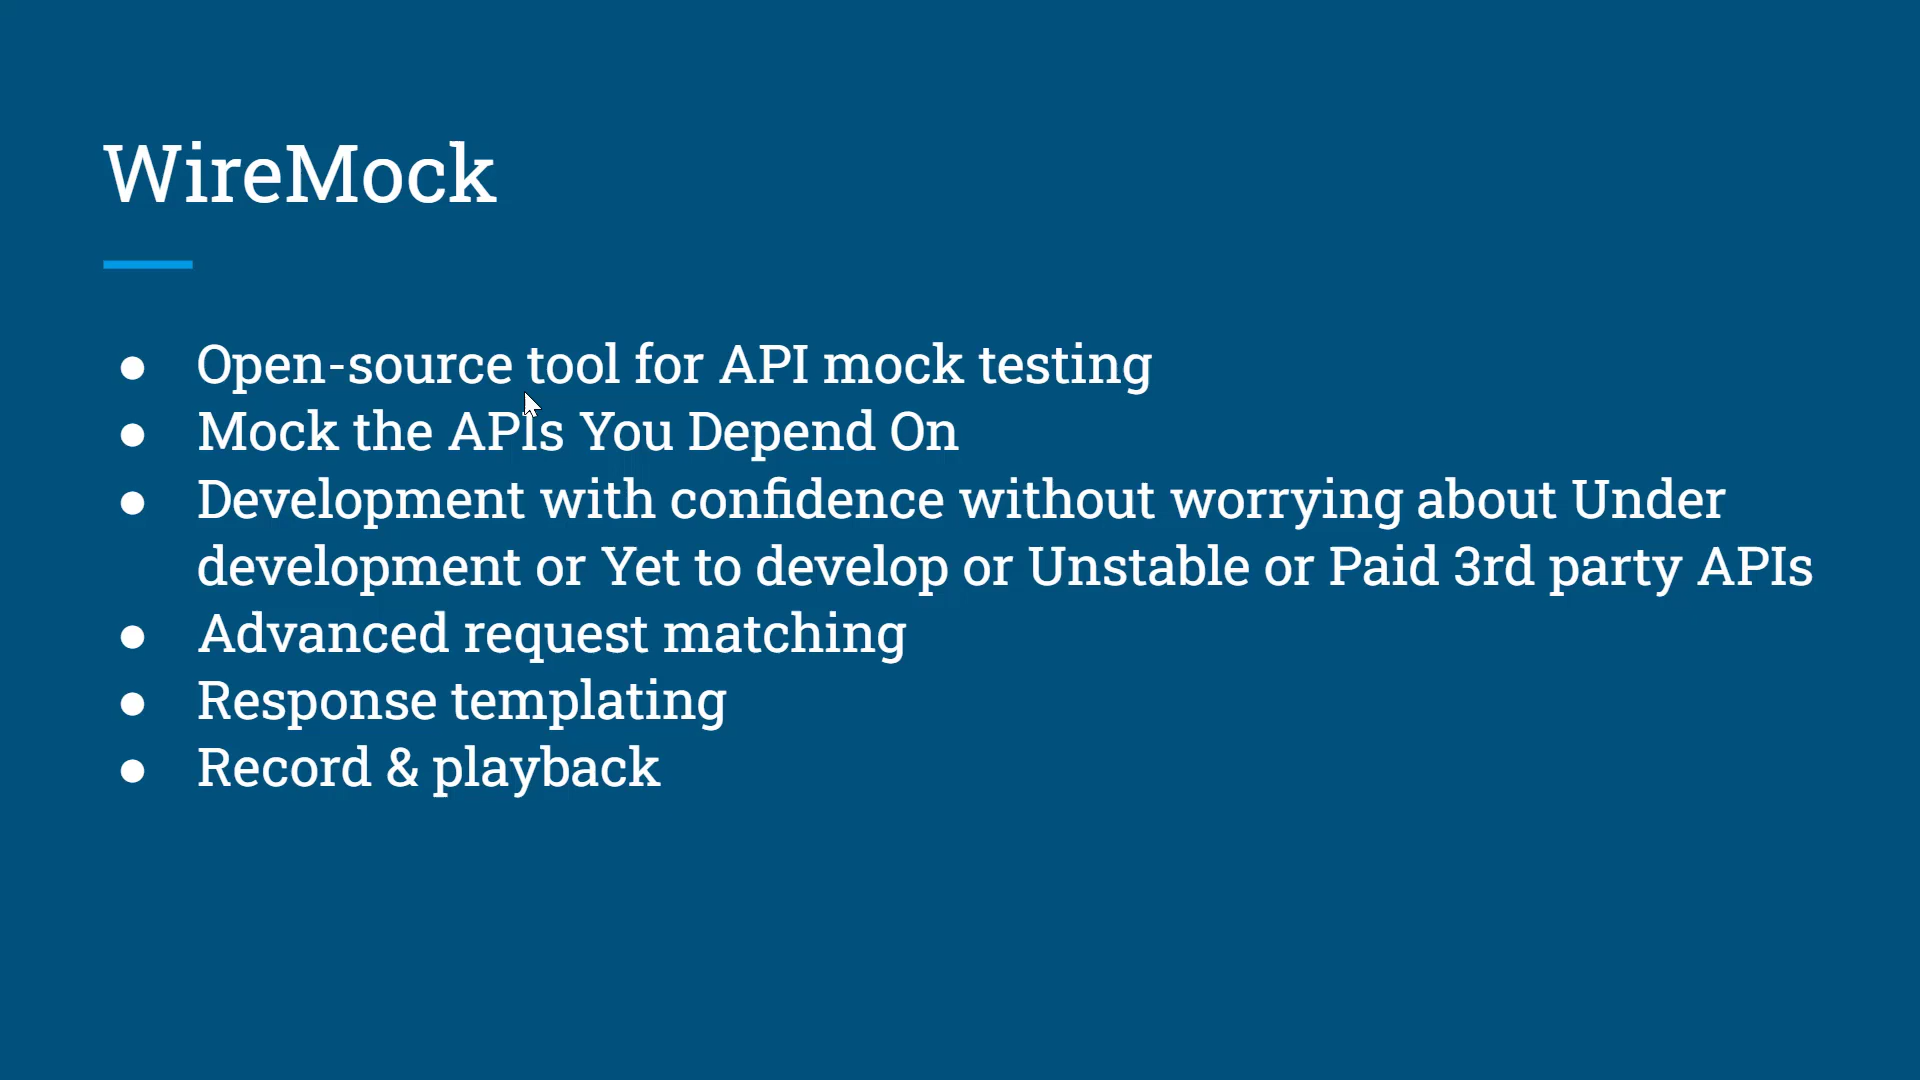 WireMock
● Open-source tool for API mock testing
● Mock the APIs You Depend On
● Development with confidence without worrying about Under
development or Yet to develop or Unstable or Paid 3rd party APIs
● Advanced request matching
● Response templating
● Record & playback